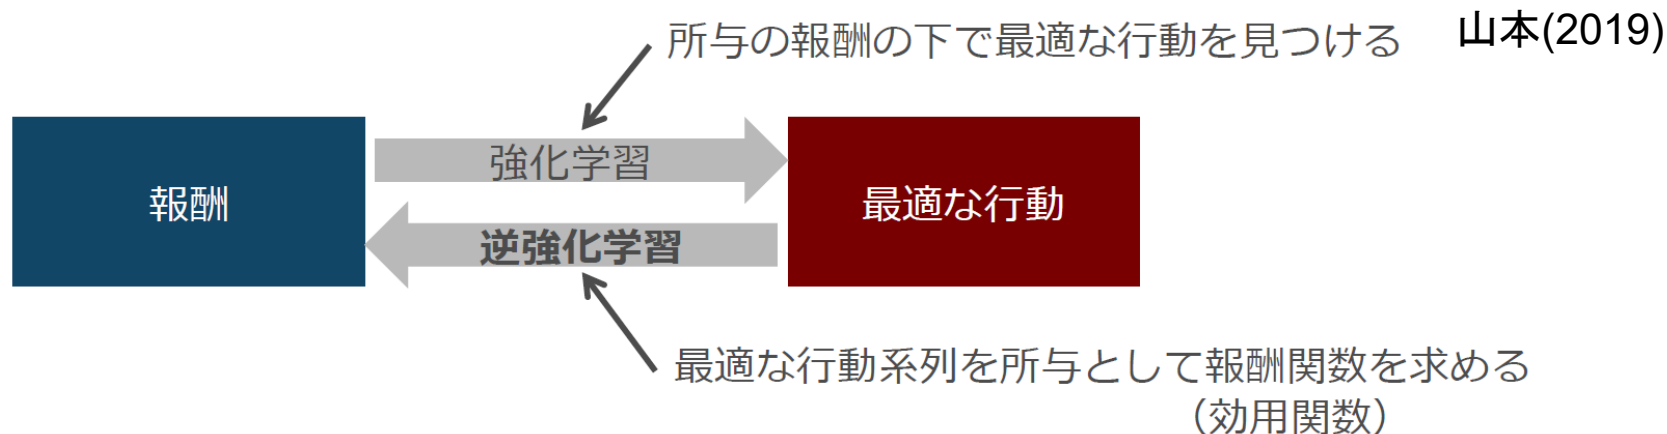 所与の報酬の下で最適な行動を見つける
山本(2019)
強化学習
報酬
最適な行動
逆強化学習
最適な行動系列を所与として報酬関数を求める
（効用関数）